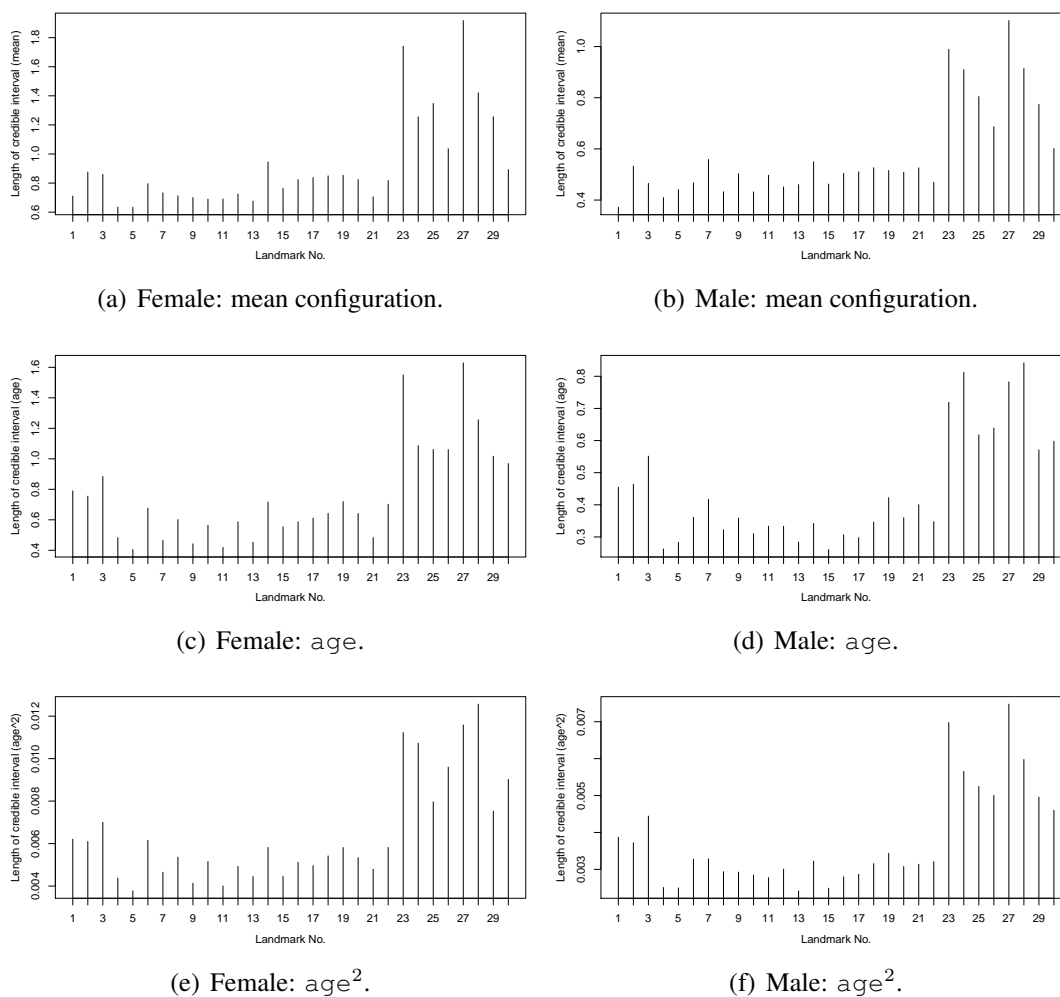 Length of credible interval (mean)
0.6 0.8 1.0 1.2 1.4 1.6 1.8
1 3 5 7 9 11 13 15 17 19 21 23 25 27 29
Landmark No.
(a) Female: mean configuration.
Length of credible interval (mean)
0.4 0.6 0.8 1.0
1 3 5 7 9 11 13 15 17 19 21 23 25 27 29
Landmark No.
(b) Male: mean configuration.
Length of credible interval (age)
0.4 0.6 0.8 1.0 1.2 1.4 1.6
1 3 5 7 9 11 13 15 17 19 21 23 25 27 29
Landmark No.
(c) Female: age.
Length of credible interval (age)
0.3 0.4 0.5 0.6 0.7 0.8
1 3 5 7 9 11 13 15 17 19 21 23 25 27 29
Landmark No.
(d) Male: age.
Length of credible interval (age^2)
0.004 0.006 0.008 0.010 0.012
1 3 5 7 9 11 13 15 17 19 21 23 25 27 29
Landmark No.
(e) Female: age².
Length of credible interval (age^2)
0.003 0.005 0.007
1 3 5 7 9 11 13 15 17 19 21 23 25 27 29
Landmark No.
(f) Male: age².